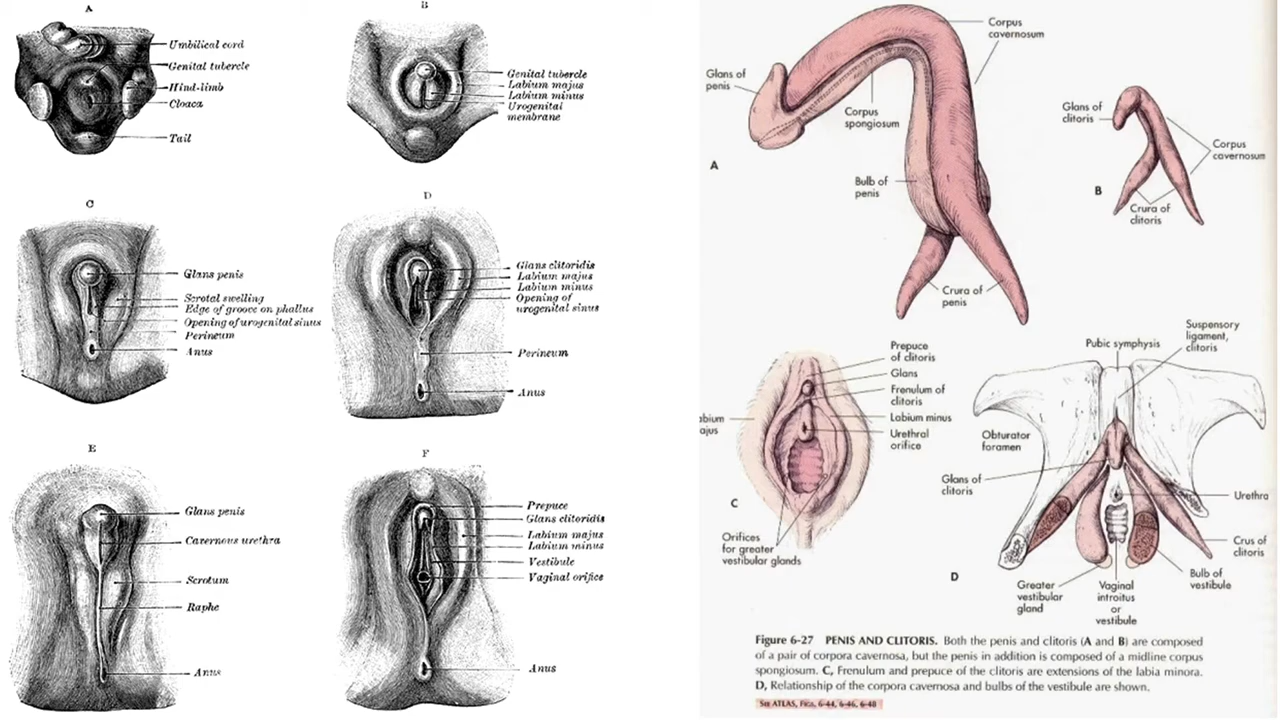 A
Umbilical cord
Genital tubercle
Hind-limb
Cloaca
Tail
B
Genital tubercle
Labium majus
Labium minus
Urogenital
membrane
C
Glans penis
Scrotal swelling
Edge of groove on phallus
Opening of urogenital sinus
Perineum
Anus
D
Glans clitoridis
Labium majus
Labium minus
Opening of
urogenital sinus
Perineum
Anus
E
Glans penis
Cavernous urethra
Scrotum
Raphe
Anus
F
Prepuce
Glans clitoridis
Labium majus
Labium minus
Vestibule
Vaginal orifice
Anus
Corpus
cavernosum
Glans of
penis
Corpus
spongiosum
A
Bulb of
penis
Crura of
penis
Glans of
clitoris
Corpus
cavernosum
B
Crura of
clitoris
Prepuce
of clitoris
Glans
Frenulum of
clitoris
Labium minus
Urethral
orifice
abium
ajus
C
Orifices
for greater
vestibular glands
Suspensory
ligament,
clitoris
Pubic symphysis
Obturator
foramen
Glans of
clitoris
Urethra
Crus of
clitoris
Bulb of
vestibule
D
Greater
vestibular
gland
Vaginal
introitus
or
vestibule
Figure 6-27 PENIS AND CLITORIS. Both the penis and clitoris (A and B) are composed
of a pair of corpora cavernosa, but the penis in addition is composed of a midline corpus
spongiosum. C, Frenulum and prepuce of the clitoris are extensions of the labia minora.
D, Relationship of the corpora cavernosa and bulbs of the vestibule are shown.
SEE ATLAS, FIGS. 6-44, 6-46, 6-48